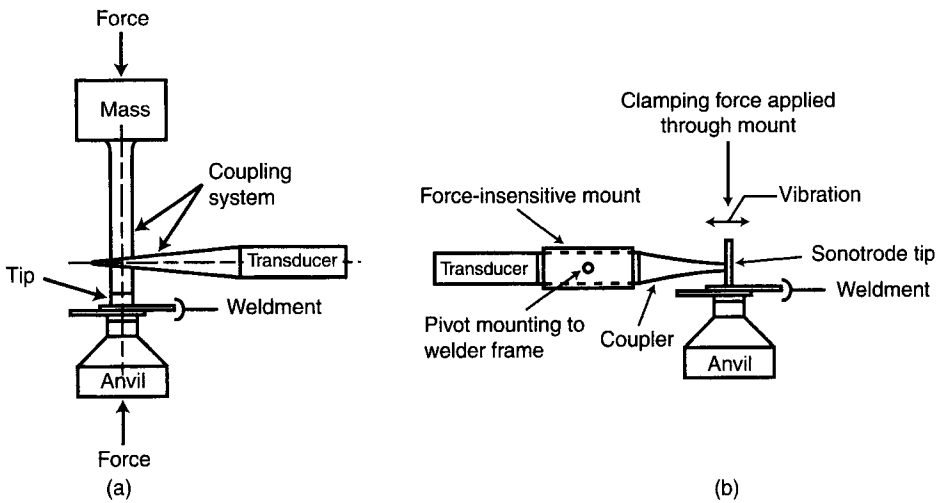 Force
Mass
Coupling
system
Transducer
Tip
Weldment
Anvil
Force
(a)
Clamping force applied
through mount
Force-insensitive mount
Vibration
Transducer
Sonotrode tip
Weldment
Pivot mounting to
welder frame
Coupler
Anvil
(b)